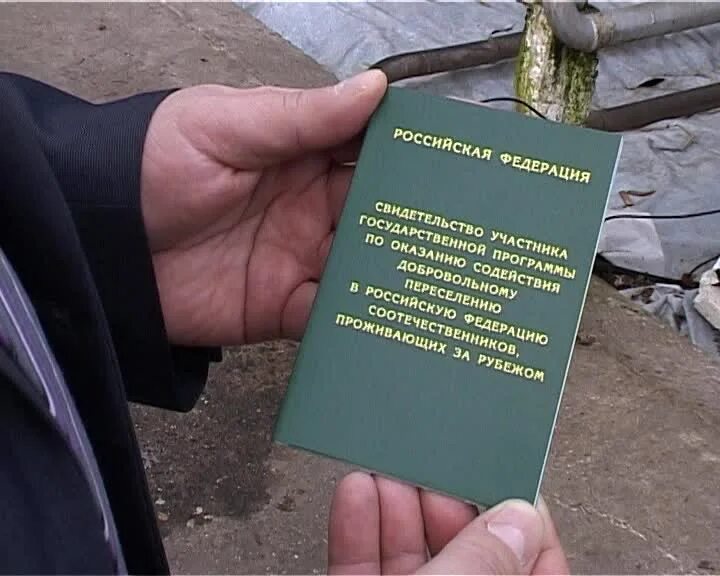 РОССИЙСКАЯ ФЕДЕРАЦИЯ
СВИДЕТЕЛЬСТВО УЧАСТНИКА
ГОСУДАРСТВЕННОЙ ПРОГРАММЫ
ПО ОКАЗАНИЮ СОДЕЙСТВИЯ
ДОБРОВОЛЬНОМУ
ПЕРЕСЕЛЕНИЮ
В РОССИЙСКУЮ ФЕДЕРАЦИЮ
СООТЕЧЕСТВЕННИКОВ,
ПРОЖИВАЮЩИХ ЗА РУБЕЖОМ